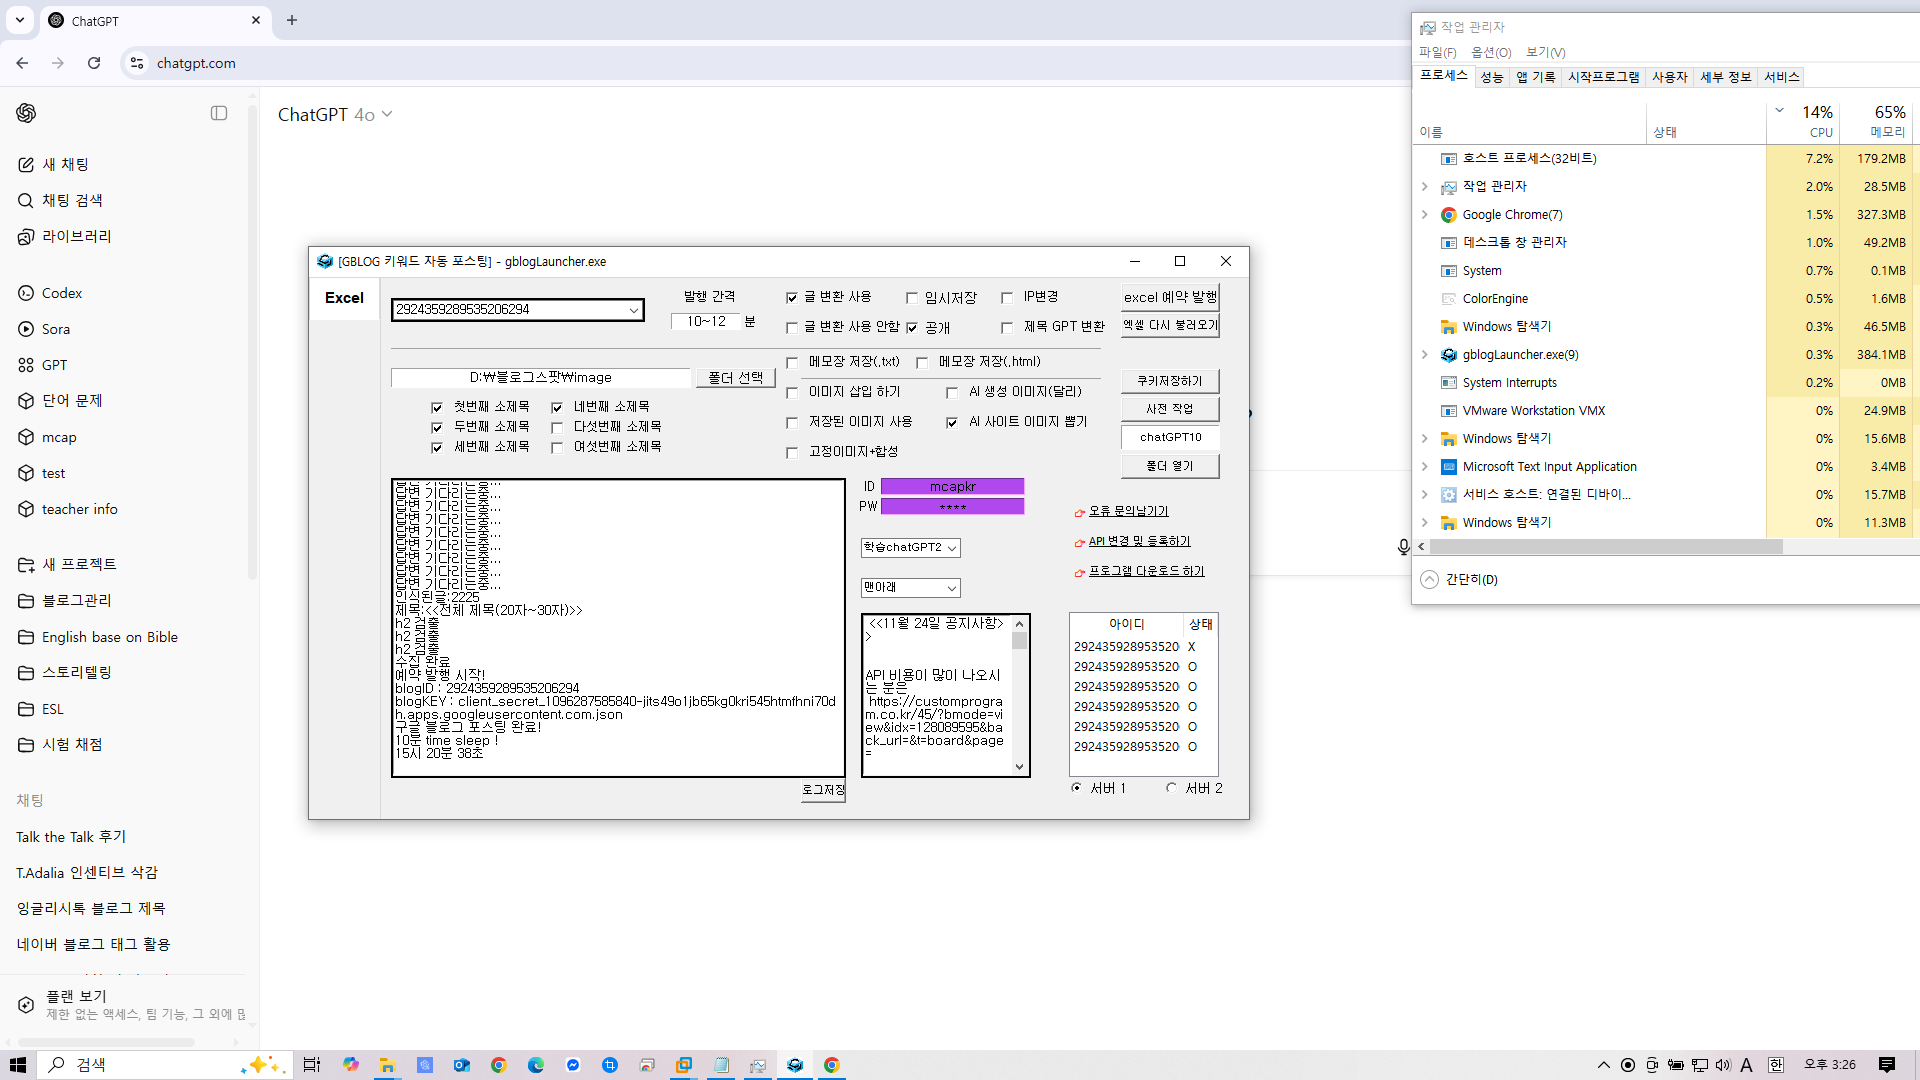 ChatGPT
chatgpt.com
ChatGPT 4o
새 채팅
채팅 검색
라이브러리
Codex
Sora
GPT
단어 문제
mcap
test
teacher info
새 프로젝트
블로그관리
English base on Bible
스토리텔링
ESL
시험 채점
채팅
Talk the Talk 후기
T.Adalia 인센티브 삭감
잉글리시톡 블로그 제목
네이버 블로그 태그 활용
플랜 보기
제한 없는 액세스, 팀 기능, 그 외에 많
[GBLOG 키워드 자동 포스팅] - gblogLauncher.exe
Excel
2924359289535206294
발행 간격
10~12 분
글 변환 사용
임시저장
IP변경
글 변환 사용 안함
공개
제목 GPT 변환
excel 예약 발행
엑셀 다시 불러오기
메모장 저장(.txt)
메모장 저장(.html)
D:₩블로그스팟₩image
폴더 선택
이미지 삽입 하기
AI 생성 이미지(달리)
저장된 이미지 사용
AI 사이트 이미지 뽑기
고정이미지+합성
첫번째 소제목
네번째 소제목
두번째 소제목
다섯번째 소제목
세번째 소제목
여섯번째 소제목
쿠키저장하기
사전 작업
chatGPT10
폴더 열기
답변 기다리는중...
답변 기다리는중...
답변 기다리는중...
답변 기다리는중...
답변 기다리는중...
답변 기다리는중...
답변 기다리는중...
답변 기다리는중...
인식된글:2225
제목:<<전체 제목(20자~30자)>>
h2 검출
h2 검출
h2 검출
수집 완료
예약 발행 시작!
blogID : 2924359289535206294
blogKEY : client_secret_1096287585840-jits49o1jb65kg0kri545htmfhni70d
h.apps.googleusercontent.com.json
구글 블로그 포스팅 완료!
10분 time sleep !
15시 20분 38초
로그저장
ID mcapkr
PW ****
학습chatGPT2
맨아래
오류 문의남기기
API 변경 및 등록하기
프로그램 다운로드 하기
<<11월 24일 공지사항>
>
API 비용이 많이 나오시
는 분은
https://customprogra
m.co.kr/45/?bmode=vi
ew&idx=128089595&ba
ck_url=&t=board&page
=
아이디 상태
292435928953520 X
292435928953520 O
292435928953520 O
292435928953520 O
292435928953520 O
292435928953520 O
서버 1
서버 2
작업 관리자
파일(F) 옵션(O) 보기(V)
프로세스 성능 앱 기록 시작프로그램 사용자 세부 정보 서비스
14% 65%
이름 상태 CPU 메모리
호스트 프로세스(32비트) 7.2% 179.2MB
작업 관리자 2.0% 28.5MB
Google Chrome(7) 1.5% 327.3MB
데스크톱 창 관리자 1.0% 49.2MB
System 0.7% 0.1MB
ColorEngine 0.5% 1.6MB
Windows 탐색기 0.3% 46.5MB
gblogLauncher.exe(9) 0.3% 384.1MB
System Interrupts 0.2% 0MB
VMware Workstation VMX 0% 24.9MB
Windows 탐색기 0% 15.6MB
Microsoft Text Input Application 0% 3.4MB
서비스 호스트: 연결된 디바이... 0% 15.7MB
Windows 탐색기 0% 11.3MB
간단히(D)
검색
A 한 오후 3:26